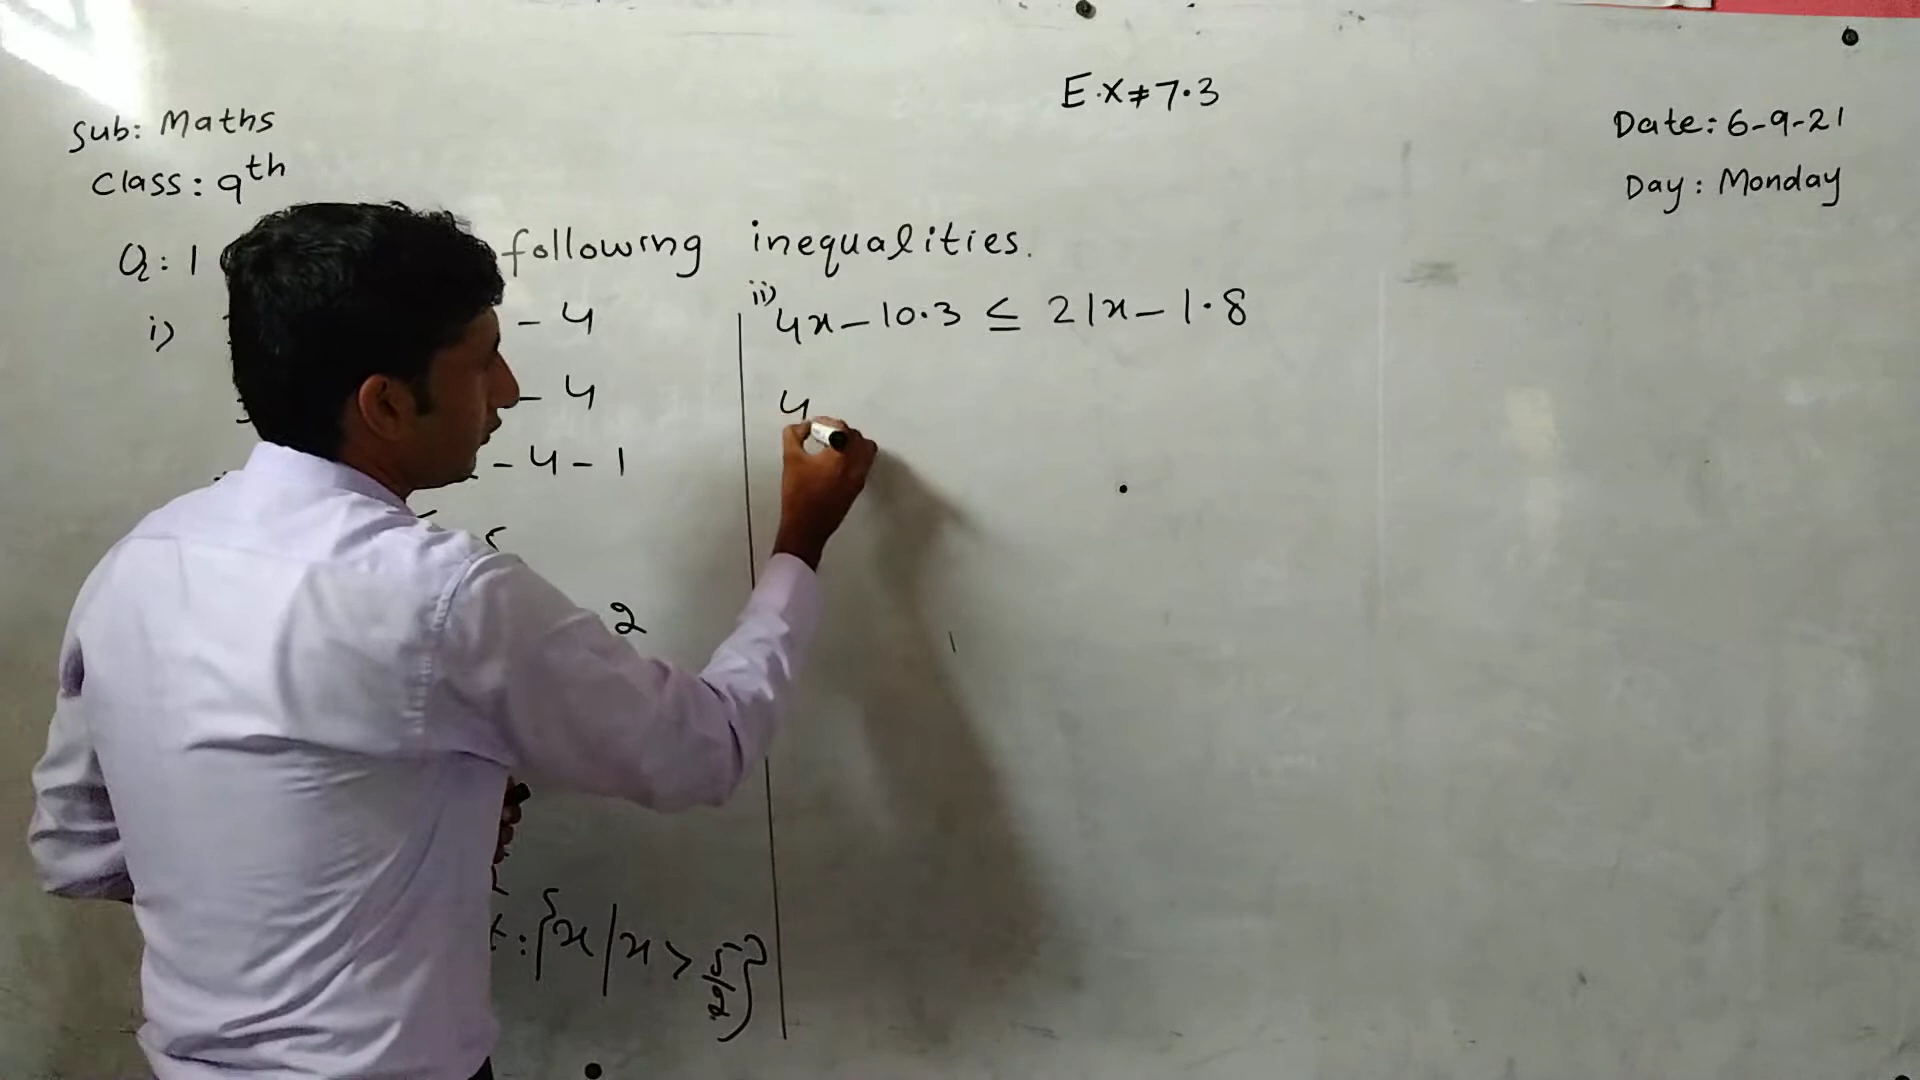 E.X # 7.3
Sub: Maths
Class: 9th
Date: 6-9-21
Day: Monday
Q: 1 following inequalities.
i) - 4
- 4
- 4 - 1
2
: {x / x > 5/2}
ii) 4x - 10.3 ≤ 21x - 1.8
4